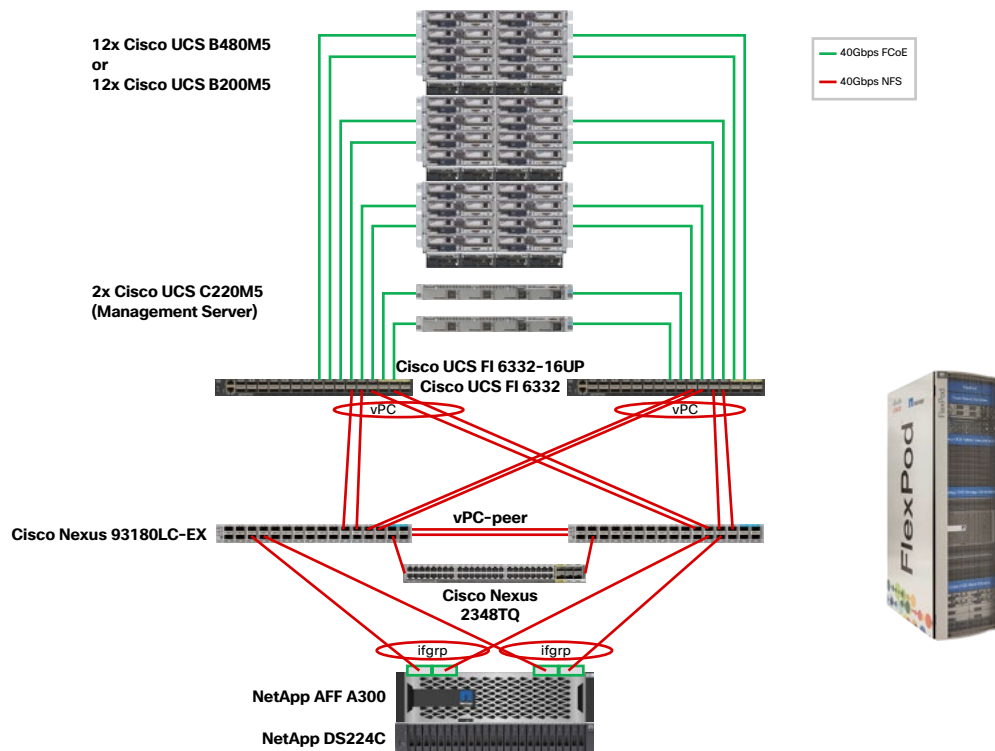 12x Cisco UCS B480M5
or
12x Cisco UCS B200M5
40Gbps FCoE
40Gbps NFS
2x Cisco UCS C220M5
(Management Server)
Cisco UCS FI 6332-16UP
Cisco UCS FI 6332
vPC
vPC
Cisco Nexus 93180LC-EX
vPC-peer
Cisco Nexus
2348TQ
ifgrp
ifgrp
NetApp AFF A300
NetApp DS224C
FlexPod
FlexPod